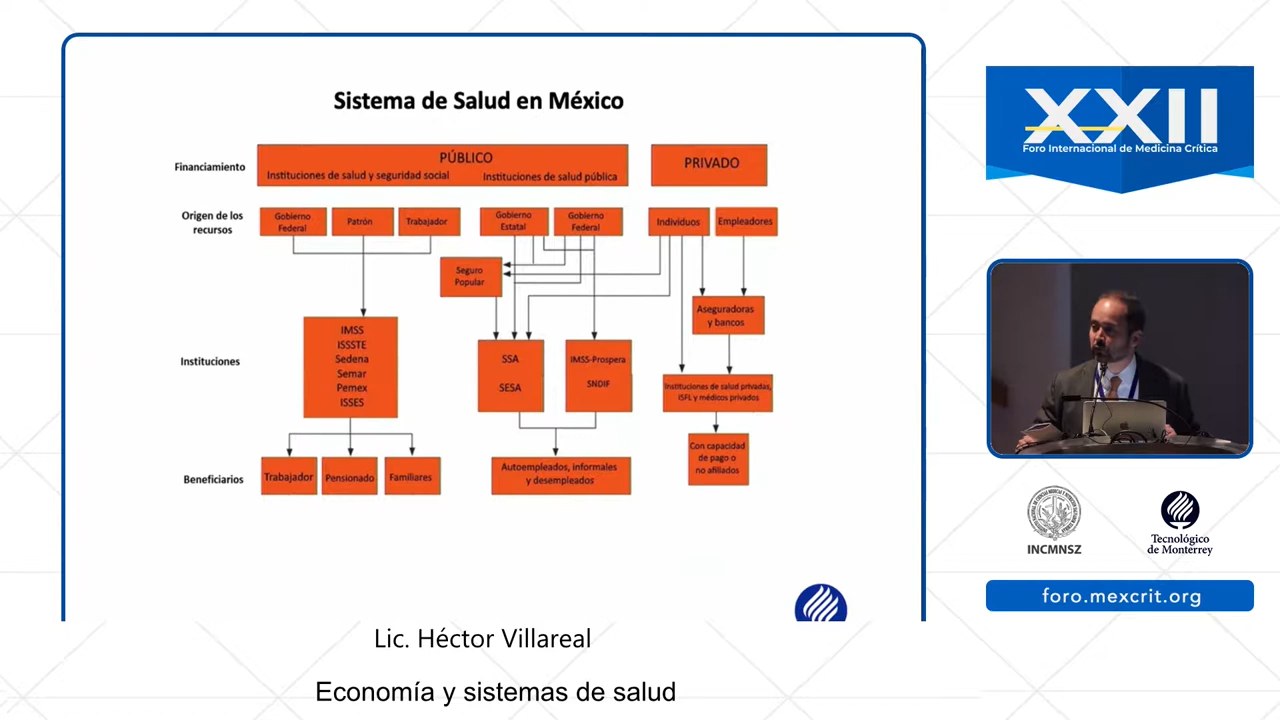 Sistema de Salud en México
Financiamiento
PÚBLICO
Instituciones de salud y seguridad social
Instituciones de salud pública
PRIVADO
Origen de los
recursos
Gobierno
Federal
Patrón
Trabajador
Gobierno
Estatal
Gobierno
Federal
Individuos
Empleadores
Seguro
Popular
Aseguradoras
y bancos
Instituciones
IMSS
ISSSTE
Sedena
Semar
Pemex
ISSES
SSA
SESA
IMSS-Prospera
SNDIF
Instituciones de salud privadas,
ISFL y médicos privados
Con capacidad
de pago o
no afiliados
Beneficiarios
Trabajador
Pensionado
Familiares
Autoempleados, informales
y desempleados
Lic. Héctor Villareal
Economía y sistemas de salud
XXII
Foro Internacional de Medicina Crítica
INCMNSZ
Tecnológico
de Monterrey
foro.mexcrit.org